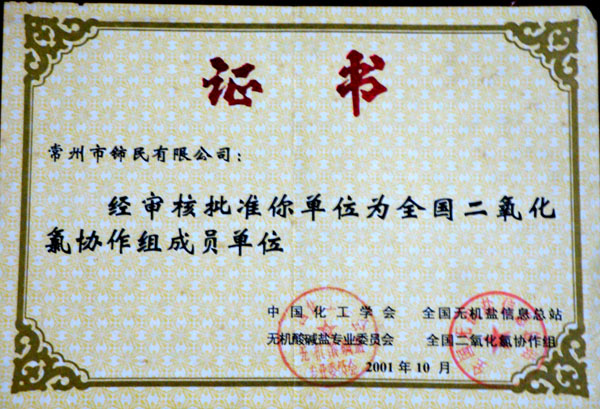 证书
常州市铈民有限公司：
经审核批准你单位为全国二氧化
氯协作组成员单位
中国化工学会 全国无机盐信息总站
无机酸碱盐专业委员会 全国二氧化氯协作组
2001年10月